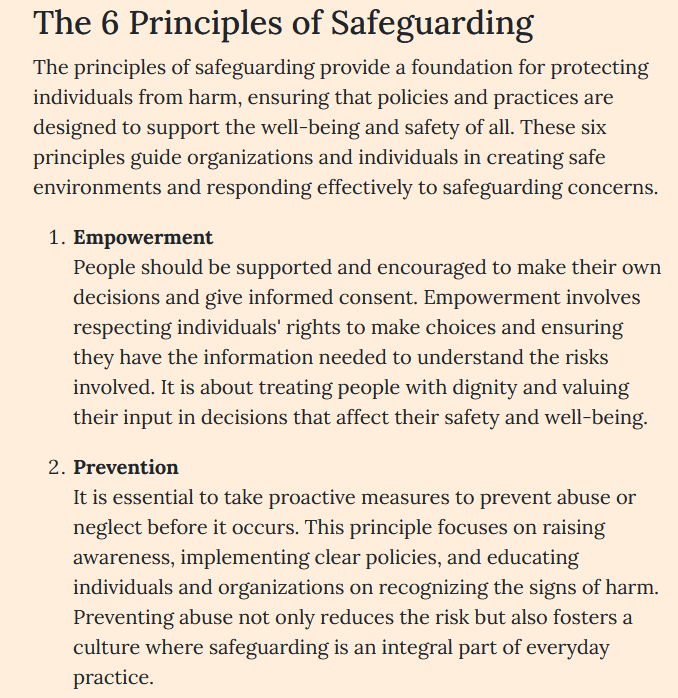 The 6 Principles of Safeguarding
The principles of safeguarding provide a foundation for protecting
individuals from harm, ensuring that policies and practices are
designed to support the well-being and safety of all. These six
principles guide organizations and individuals in creating safe
environments and responding effectively to safeguarding concerns.
1. Empowerment
People should be supported and encouraged to make their own
decisions and give informed consent. Empowerment involves
respecting individuals' rights to make choices and ensuring
they have the information needed to understand the risks
involved. It is about treating people with dignity and valuing
their input in decisions that affect their safety and well-being.
2. Prevention
It is essential to take proactive measures to prevent abuse or
neglect before it occurs. This principle focuses on raising
awareness, implementing clear policies, and educating
individuals and organizations on recognizing the signs of harm.
Preventing abuse not only reduces the risk but also fosters a
culture where safeguarding is an integral part of everyday
practice.